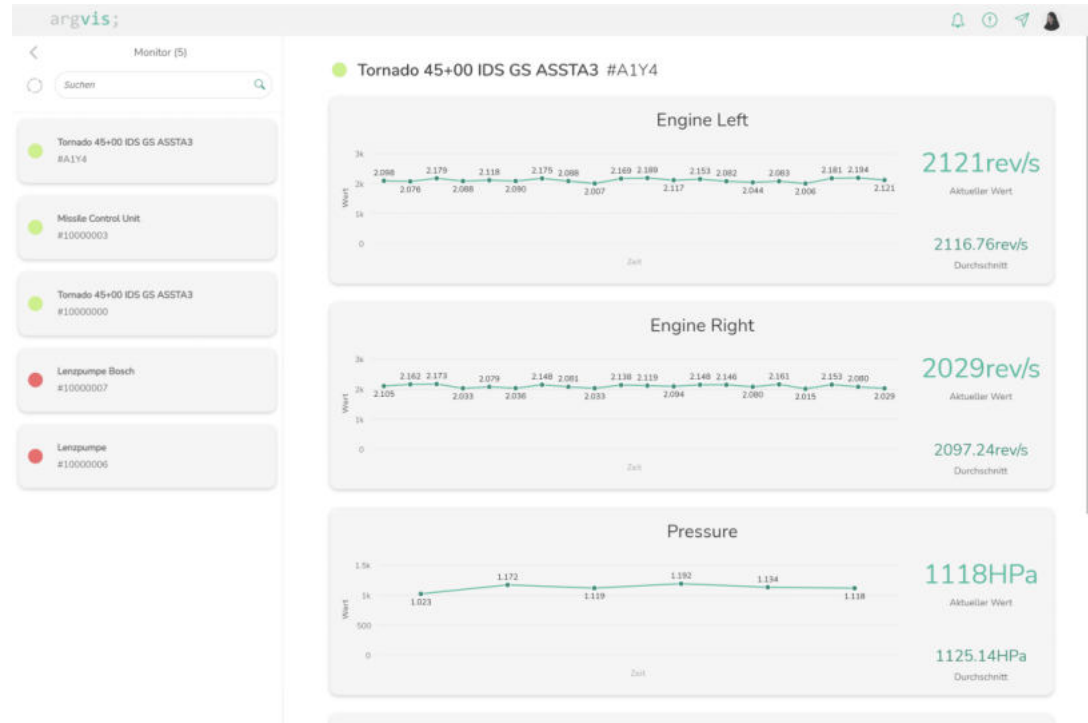 argvis;
Monitor (5)
Suchen
Tornado 45+00 IDS GS ASSTA3
#A1Y4
Missile Control Unit
#10000003
Tornado 45+00 IDS GS ASSTA3
#10000000
Lenzpumpe Bosch
#10000007
Lenzpumpe
#10000006
Tornado 45+00 IDS GS ASSTA3 #A1Y4
Engine Left
3k
2k
1k
0
Wert
2.098 2.179 2.118 2.175 2.088 2.169 2.189 2.153 2.082 2.083 2.181 2.194
2.076 2.088 2.090 2.007 2.117 2.044 2.006 2.121
Zeit
2121rev/s
Aktueller Wert
2116.76rev/s
Durchschnitt
Engine Right
3k
2k
1k
0
Wert
2.162 2.173 2.079 2.148 2.081 2.138 2.119 2.148 2.146 2.161 2.153 2.080
2.105 2.033 2.036 2.033 2.094 2.080 2.015 2.029
Zeit
2029rev/s
Aktueller Wert
2097.24rev/s
Durchschnitt
Pressure
1.5k
1k
500
0
Wert
1.172 1.192 1.134
1.023 1.119 1.118
Zeit
1118HPa
Aktueller Wert
1125.14HPa
Durchschnitt